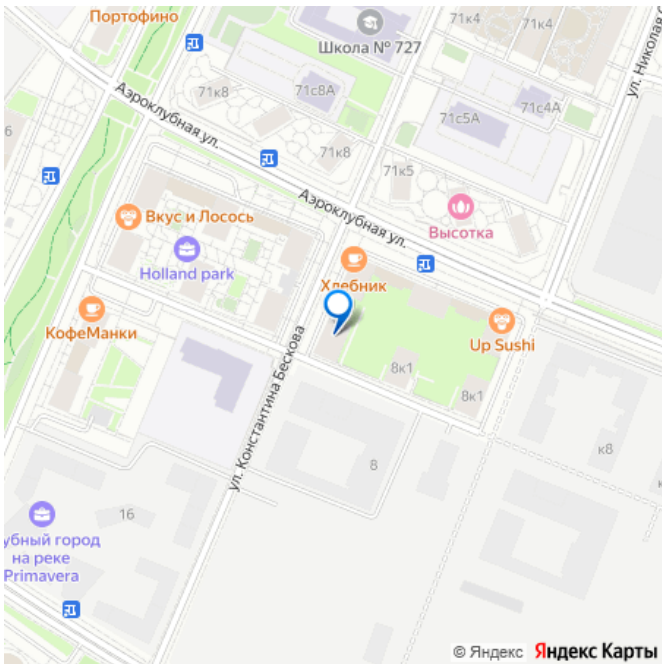 Портофино
71к4
71к4
Школа № 727
ул. Николая
71к8
71с8А
71с4А
71с5А
Аэроклубная ул.
6
71к8
71к5
Аэроклубная ул.
Вкус и Лосось
Высотка
Holland park
Хлебник
КофеМанки
Up Sushi
ул. Константина Бескова
8к1
8к1
8
к8
к
16
убный город
на реке
Primavera
© Яндекс Яндекс Карты